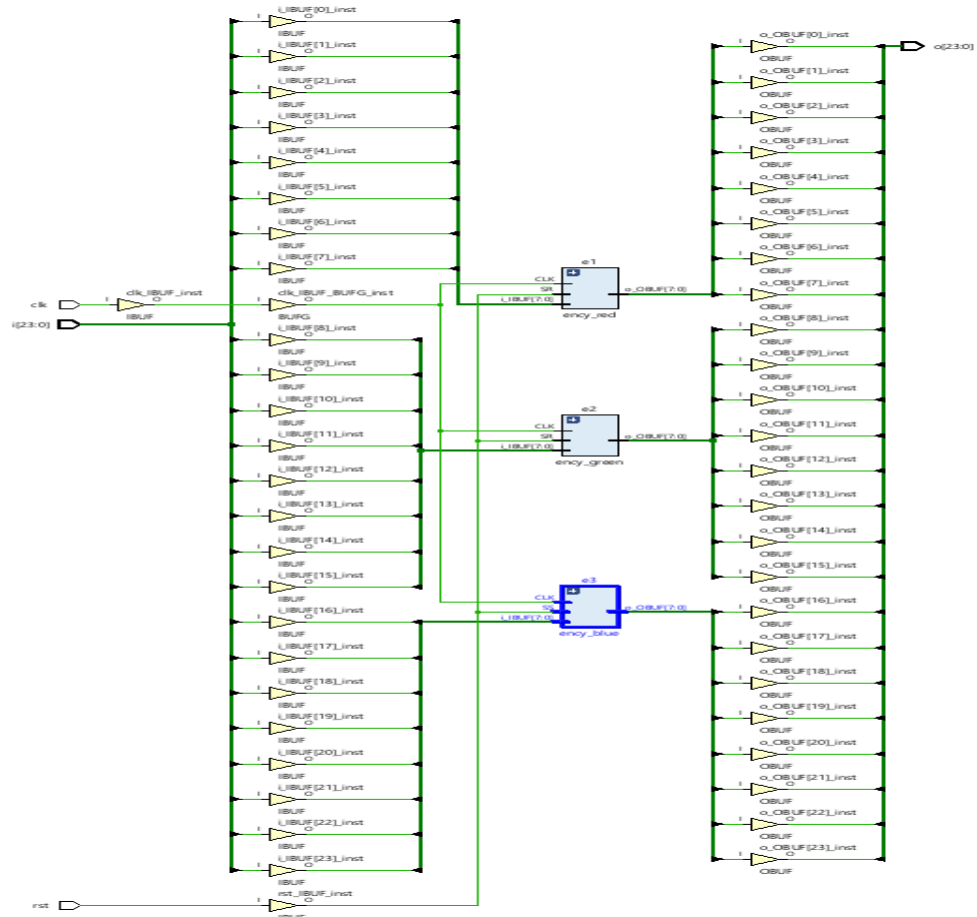 i_IBUF[0]_inst
I O
IBUF
i_IBUF[1]_inst
I O
IBUF
i_IBUF[2]_inst
I O
IBUF
i_IBUF[3]_inst
I O
IBUF
i_IBUF[4]_inst
I O
IBUF
i_IBUF[5]_inst
I O
IBUF
i_IBUF[6]_inst
I O
IBUF
i_IBUF[7]_inst
I O
IBUF
clk
clk_IBUF_inst
I O
IBUF
clk_IBUF_BUFG_inst
I O
BUFG
i[23:0]
i_IBUF[8]_inst
I O
IBUF
i_IBUF[9]_inst
I O
IBUF
i_IBUF[10]_inst
I O
IBUF
i_IBUF[11]_inst
I O
IBUF
i_IBUF[12]_inst
I O
IBUF
i_IBUF[13]_inst
I O
IBUF
i_IBUF[14]_inst
I O
IBUF
i_IBUF[15]_inst
I O
IBUF
i_IBUF[16]_inst
I O
IBUF
i_IBUF[17]_inst
I O
IBUF
i_IBUF[18]_inst
I O
IBUF
i_IBUF[19]_inst
I O
IBUF
i_IBUF[20]_inst
I O
IBUF
i_IBUF[21]_inst
I O
IBUF
i_IBUF[22]_inst
I O
IBUF
i_IBUF[23]_inst
I O
IBUF
rst
rst_IBUF_inst
I O
IBUF
e1
CLK
SR
i_IBUF[7:0]
o_OBUF[7:0]
ency_red
e2
CLK
SR
i_IBUF[7:0]
o_OBUF[7:0]
ency_green
e3
CLK
SS
i_IBUF[7:0]
o_OBUF[7:0]
ency_blue
o_OBUF[0]_inst
I O
OBUF
o[23:0]
o_OBUF[1]_inst
I O
OBUF
o_OBUF[2]_inst
I O
OBUF
o_OBUF[3]_inst
I O
OBUF
o_OBUF[4]_inst
I O
OBUF
o_OBUF[5]_inst
I O
OBUF
o_OBUF[6]_inst
I O
OBUF
o_OBUF[7]_inst
I O
OBUF
o_OBUF[8]_inst
I O
OBUF
o_OBUF[9]_inst
I O
OBUF
o_OBUF[10]_inst
I O
OBUF
o_OBUF[11]_inst
I O
OBUF
o_OBUF[12]_inst
I O
OBUF
o_OBUF[13]_inst
I O
OBUF
o_OBUF[14]_inst
I O
OBUF
o_OBUF[15]_inst
I O
OBUF
o_OBUF[16]_inst
I O
OBUF
o_OBUF[17]_inst
I O
OBUF
o_OBUF[18]_inst
I O
OBUF
o_OBUF[19]_inst
I O
OBUF
o_OBUF[20]_inst
I O
OBUF
o_OBUF[21]_inst
I O
OBUF
o_OBUF[22]_inst
I O
OBUF
o_OBUF[23]_inst
I O
OBUF